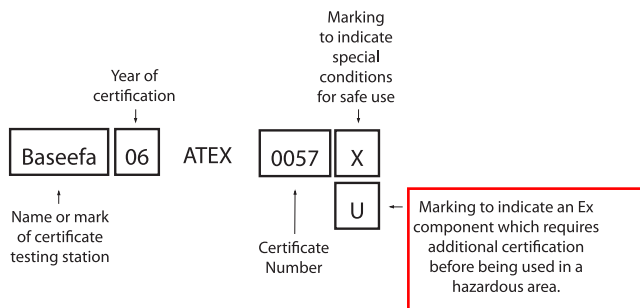 Marking
to indicate
special
conditions
for safe use
Year of
certification
Baseefa 06 ATEX 0057 X
U
Name or mark
of certificate
testing station
Certificate
Number
Marking to indicate an Ex
component which requires
additional certification
before being used in a
hazardous area.